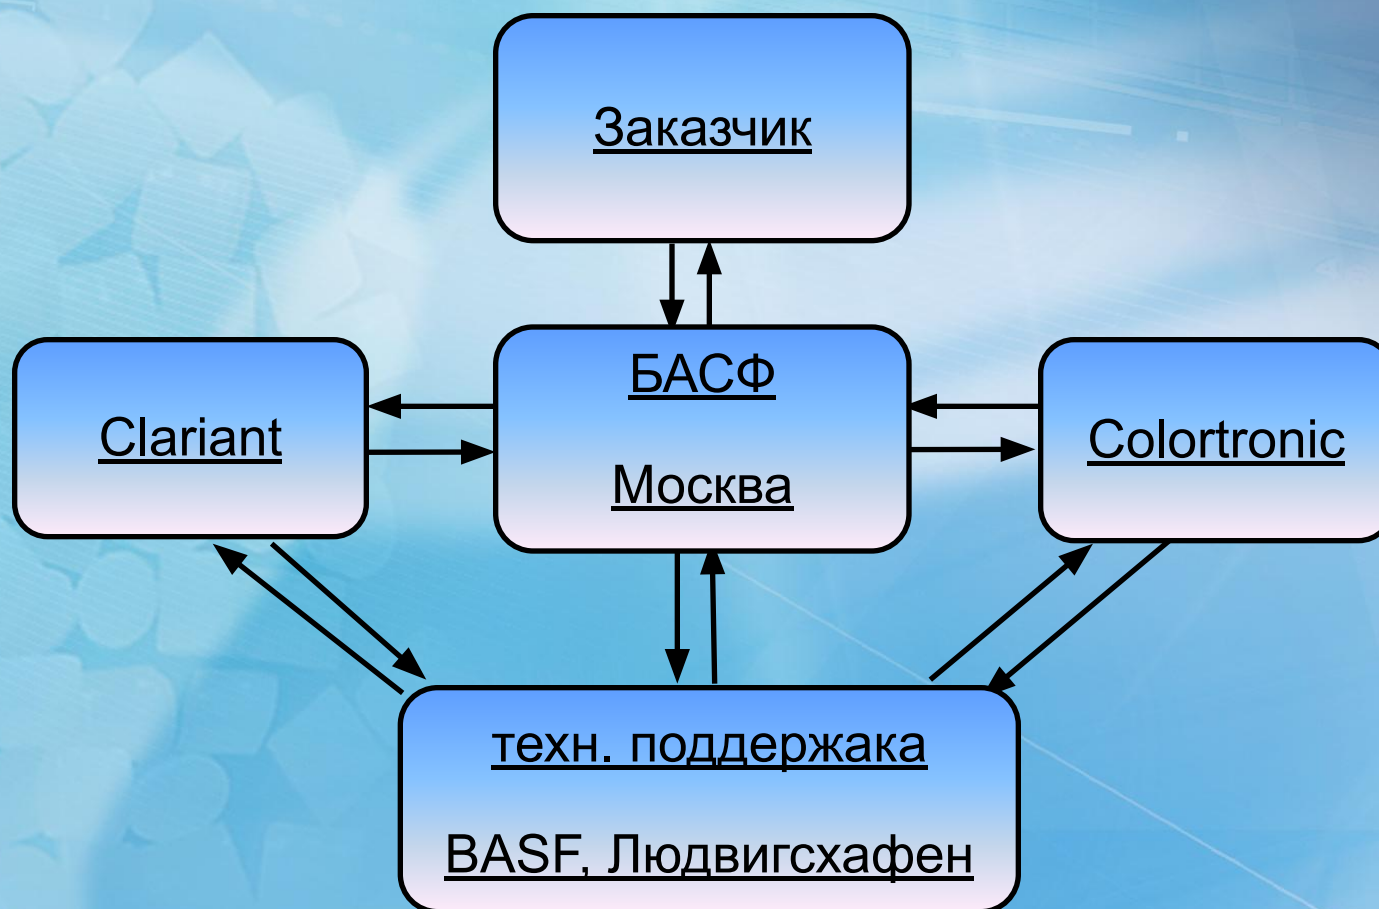 Заказчик
БАСФ
Москва
Clariant
Colortronic
техн. поддержака
BASF, Людвигсхафен